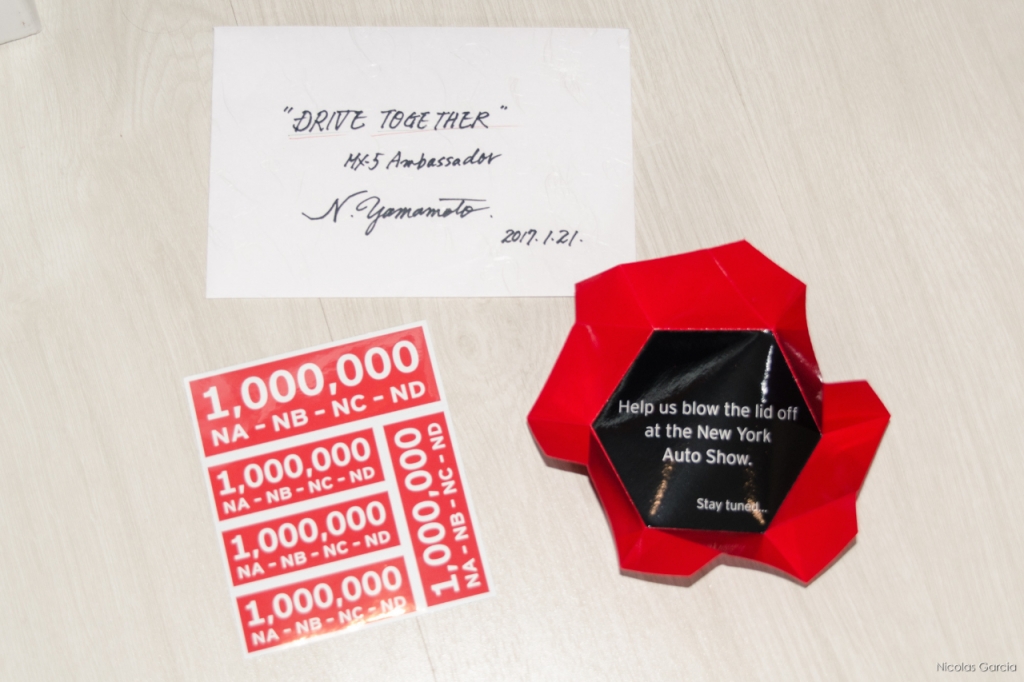 "DRIVE TOGETHER"
MX-5 Ambassador
N. Yamamoto.
2017.1.21.
1,000,000
NA - NB - NC - ND
1,000,000
NA - NB - NC - ND
1,000,000
NA - NB - NC - ND
1,000,000
NA - NB - NC - ND
1,000,000
NA - NB - NC - ND
Help us blow the lid off
at the New York
Auto Show.
Stay tuned...
Nicolas Garcia